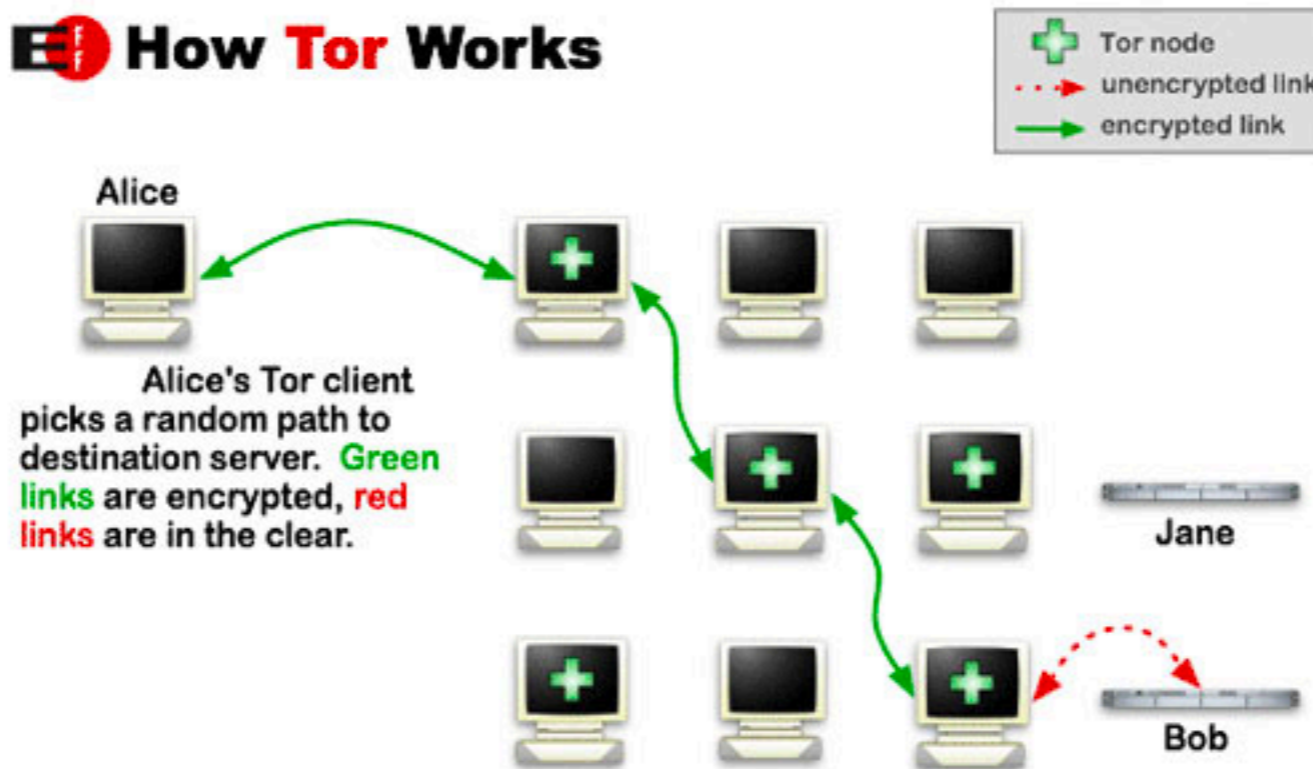 EFF How Tor Works
Tor node
unencrypted link
encrypted link
Alice
Alice's Tor client
picks a random path to
destination server. Green
links are encrypted, red
links are in the clear.
Jane
Bob